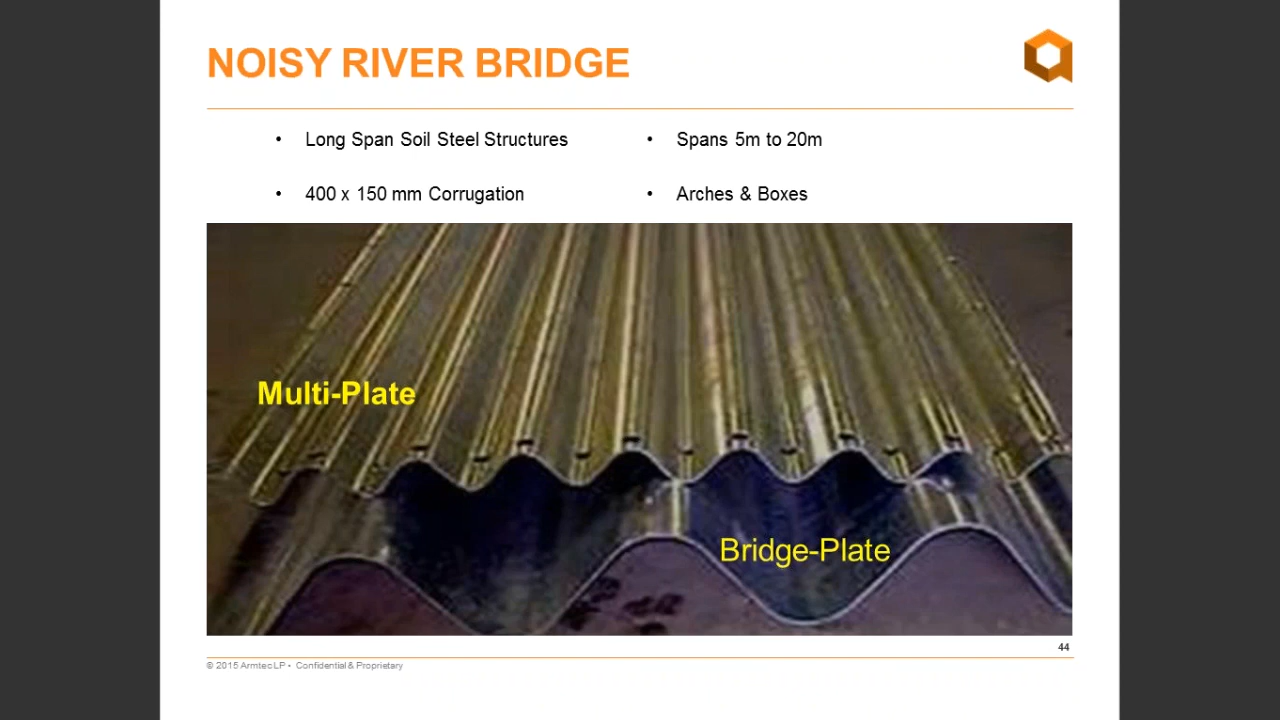 NOISY RIVER BRIDGE
• Long Span Soil Steel Structures
• Spans 5m to 20m
• 400 x 150 mm Corrugation
• Arches & Boxes
Multi-Plate
Bridge-Plate
44
© 2015 Armtec LP • Confidential & Proprietary